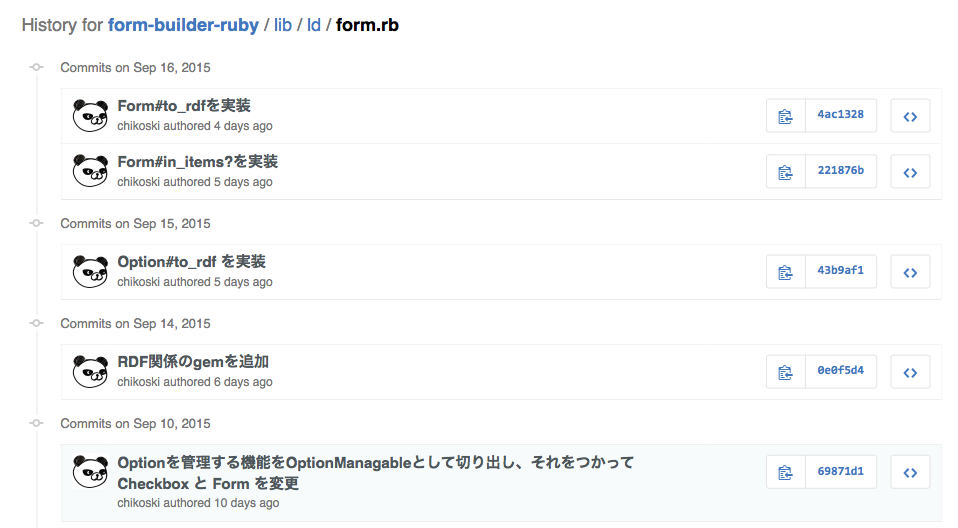 History for form-builder-ruby / lib / ld / form.rb
Commits on Sep 16, 2015
Form#to_rdfを実装
chikoski authored 4 days ago
4ac1328
Form#in_items?を実装
chikoski authored 5 days ago
221876b
Commits on Sep 15, 2015
Option#to_rdf を実装
chikoski authored 5 days ago
43b9af1
Commits on Sep 14, 2015
RDF関係のgemを追加
chikoski authored 6 days ago
0e0f5d4
Commits on Sep 10, 2015
Optionを管理する機能をOptionManagableとして切り出し、それをつかって
Checkbox と Form を変更
chikoski authored 10 days ago
69871d1